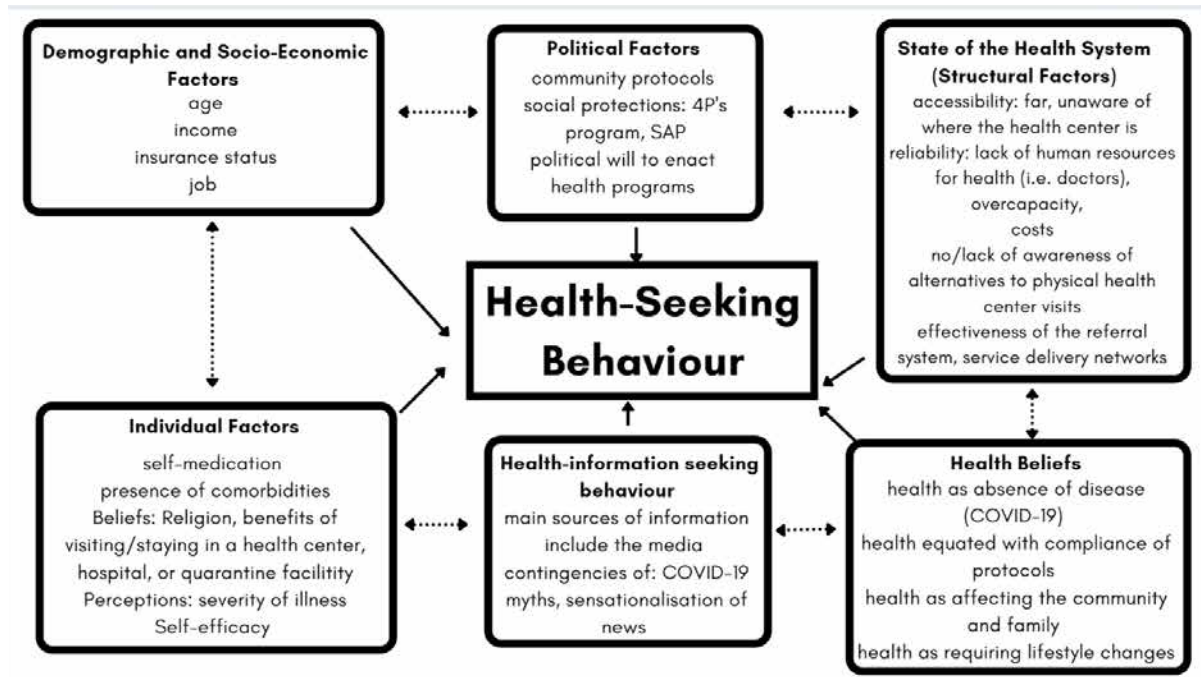 Demographic and Socio-Economic
Factors
age
income
insurance status
job
Political Factors
community protocols
social protections: 4P's
program, SAP
political will to enact
health programs
State of the Health System
(Structural Factors)
accessibility: far, unaware of
where the health center is
reliability: lack of human resources
for health (i.e. doctors),
overcapacity,
costs
no/lack of awareness of
alternatives to physical health
center visits
effectiveness of the referral
system, service delivery networks
Health-Seeking
Behaviour
Individual Factors
self-medication
presence of comorbidities
Beliefs: Religion, benefits of
visiting/staying in a health center,
hospital, or quarantine facilitity
Perceptions: severity of illness
Self-efficacy
Health-information seeking
behaviour
main sources of information
include the media
contingencies of: COVID-19
myths, sensationalisation of
news
Health Beliefs
health as absence of disease
(COVID-19)
health equated with compliance of
protocols
health as affecting the community
and family
health as requiring lifestyle changes